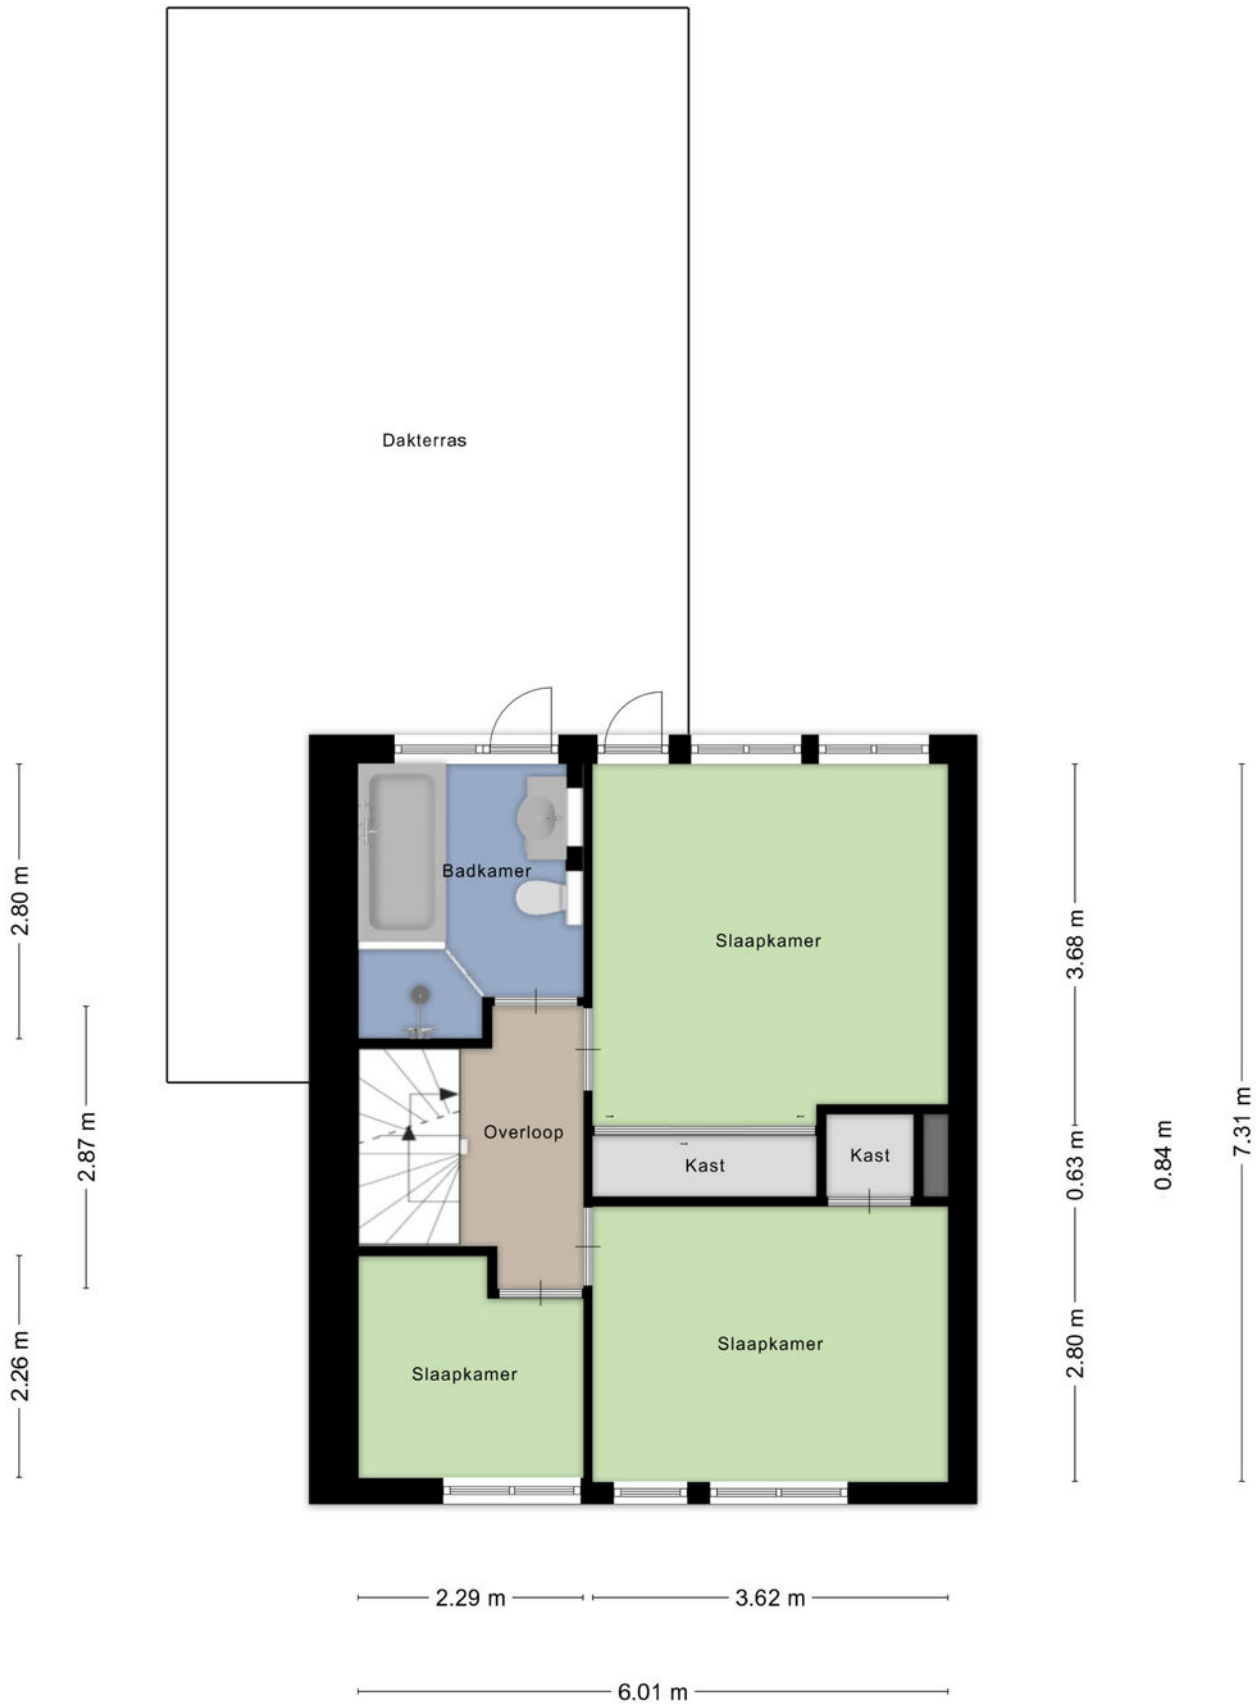 Dakterras
Badkamer
Slaapkamer
Overloop
Kast
Kast
Slaapkamer
Slaapkamer
2.80 m
2.87 m
2.26 m
3.68 m
0.63 m
2.80 m
0.84 m
7.31 m
2.29 m
3.62 m
6.01 m